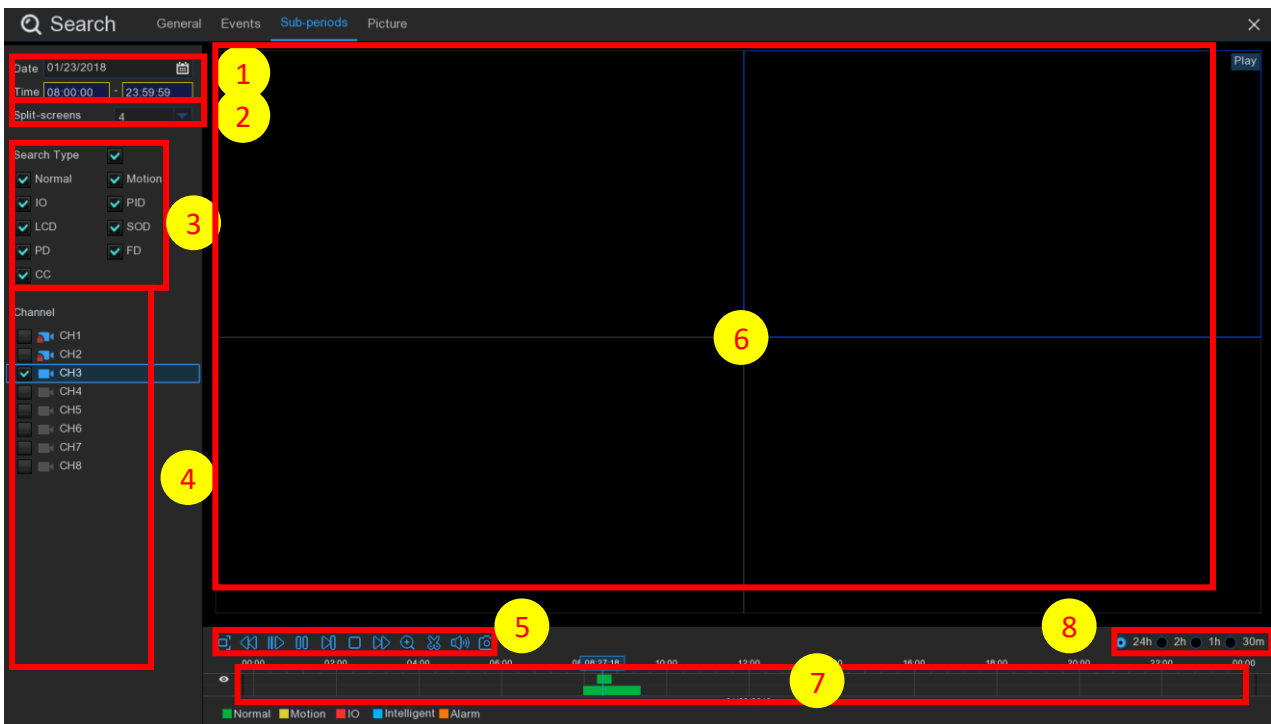 Search General Events Sub-periods Picture
Date 01/23/2018
Time 08:00:00 - 23:59:59
Split-screens 4
Search Type
Normal Motion
IO PID
LCD SOD
PD FD
CC
Channel
CH1
CH2
CH3
CH4
CH5
CH6
CH7
CH8
1
2
3
4
Play
6
5
8
24h 2h 1h 30m
00:00 02:00 04:00 06:00 08:27:18 10:00 12:00 16:00 18:00 20:00 22:00 00:00
7
Normal Motion IO Intelligent Alarm